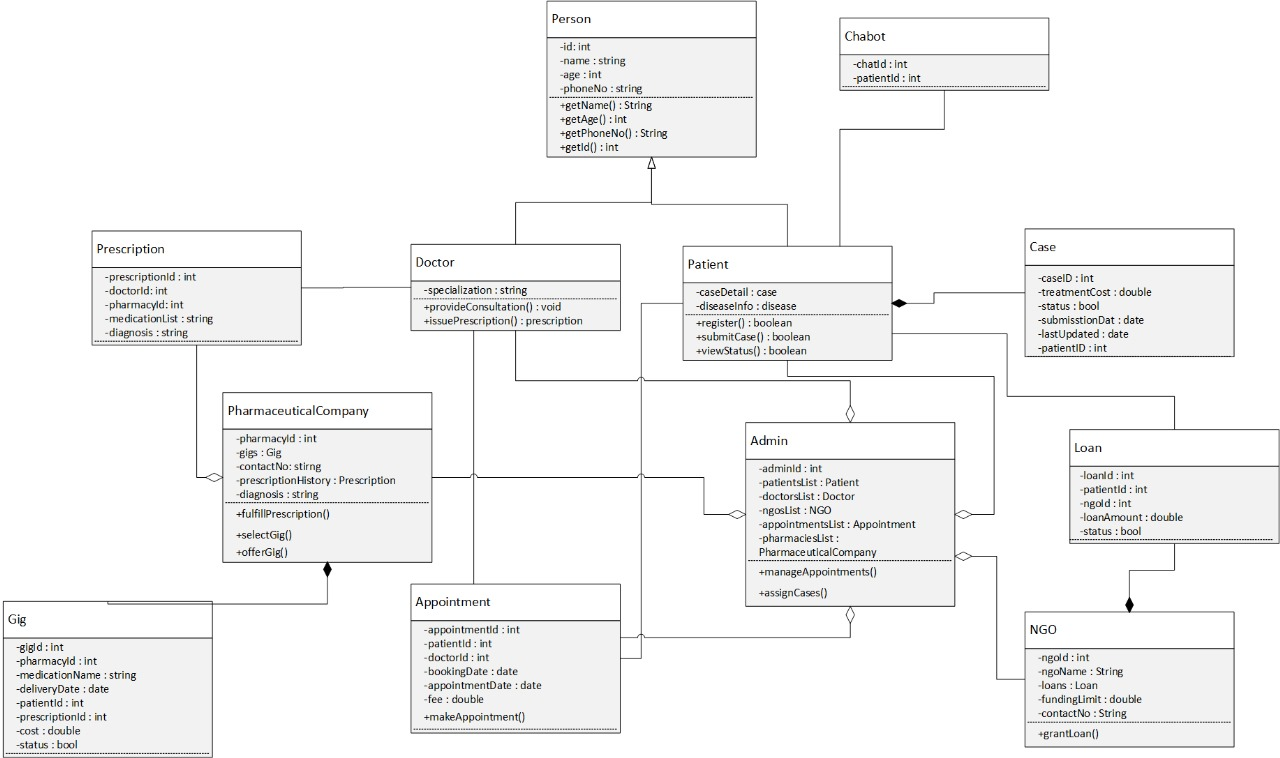 Person
-id: int
-name : string
-age : int
-phoneNo : string
+getName() : String
+getAge() : int
+getPhoneNo() : String
+getId() : int
Chabot
-chatId : int
-patientId : int
Prescription
-prescriptionId : int
-doctorId: int
-pharmacyId: int
-medicationList : string
-diagnosis : string
Doctor
-specialization : string
+provideConsultation() : void
+issuePrescription() : prescription
Patient
-caseDetail : case
-diseaseInfo : disease
+register() : boolean
+submitCase() : boolean
+viewStatus() : boolean
Case
-caseID : int
-treatmentCost : double
-status : bool
-submisstionDat : date
-lastUpdated : date
-patientID : int
PharmaceuticalCompany
-pharmacyId : int
-gigs : Gig
-contactNo: stirng
-prescriptionHistory : Prescription
-diagnosis : string
+fulfillPrescription()
+selectGig()
+offerGig()
Admin
-adminId : int
-patientsList : Patient
-doctorsList : Doctor
-ngosList : NGO
-appointmentsList : Appointment
-pharmaciesList :
PharmaceuticalCompany
+manageAppointments()
+assignCases()
Loan
-loanId : int
-patientId : int
-ngoId : int
-loanAmount : double
-status : bool
Gig
-gigId : int
-pharmacyId : int
-medicationName : string
-deliveryDate : date
-patientId : int
-prescriptionId : int
-cost : double
-status : bool
Appointment
-appointmentId : int
-patientId : int
-doctorId : int
-bookingDate : date
-appointmentDate : date
-fee : double
+makeAppointment()
NGO
-ngoId : int
-ngoName : String
-loans : Loan
-fundingLimit : double
-contactNo : String
+grantLoan()